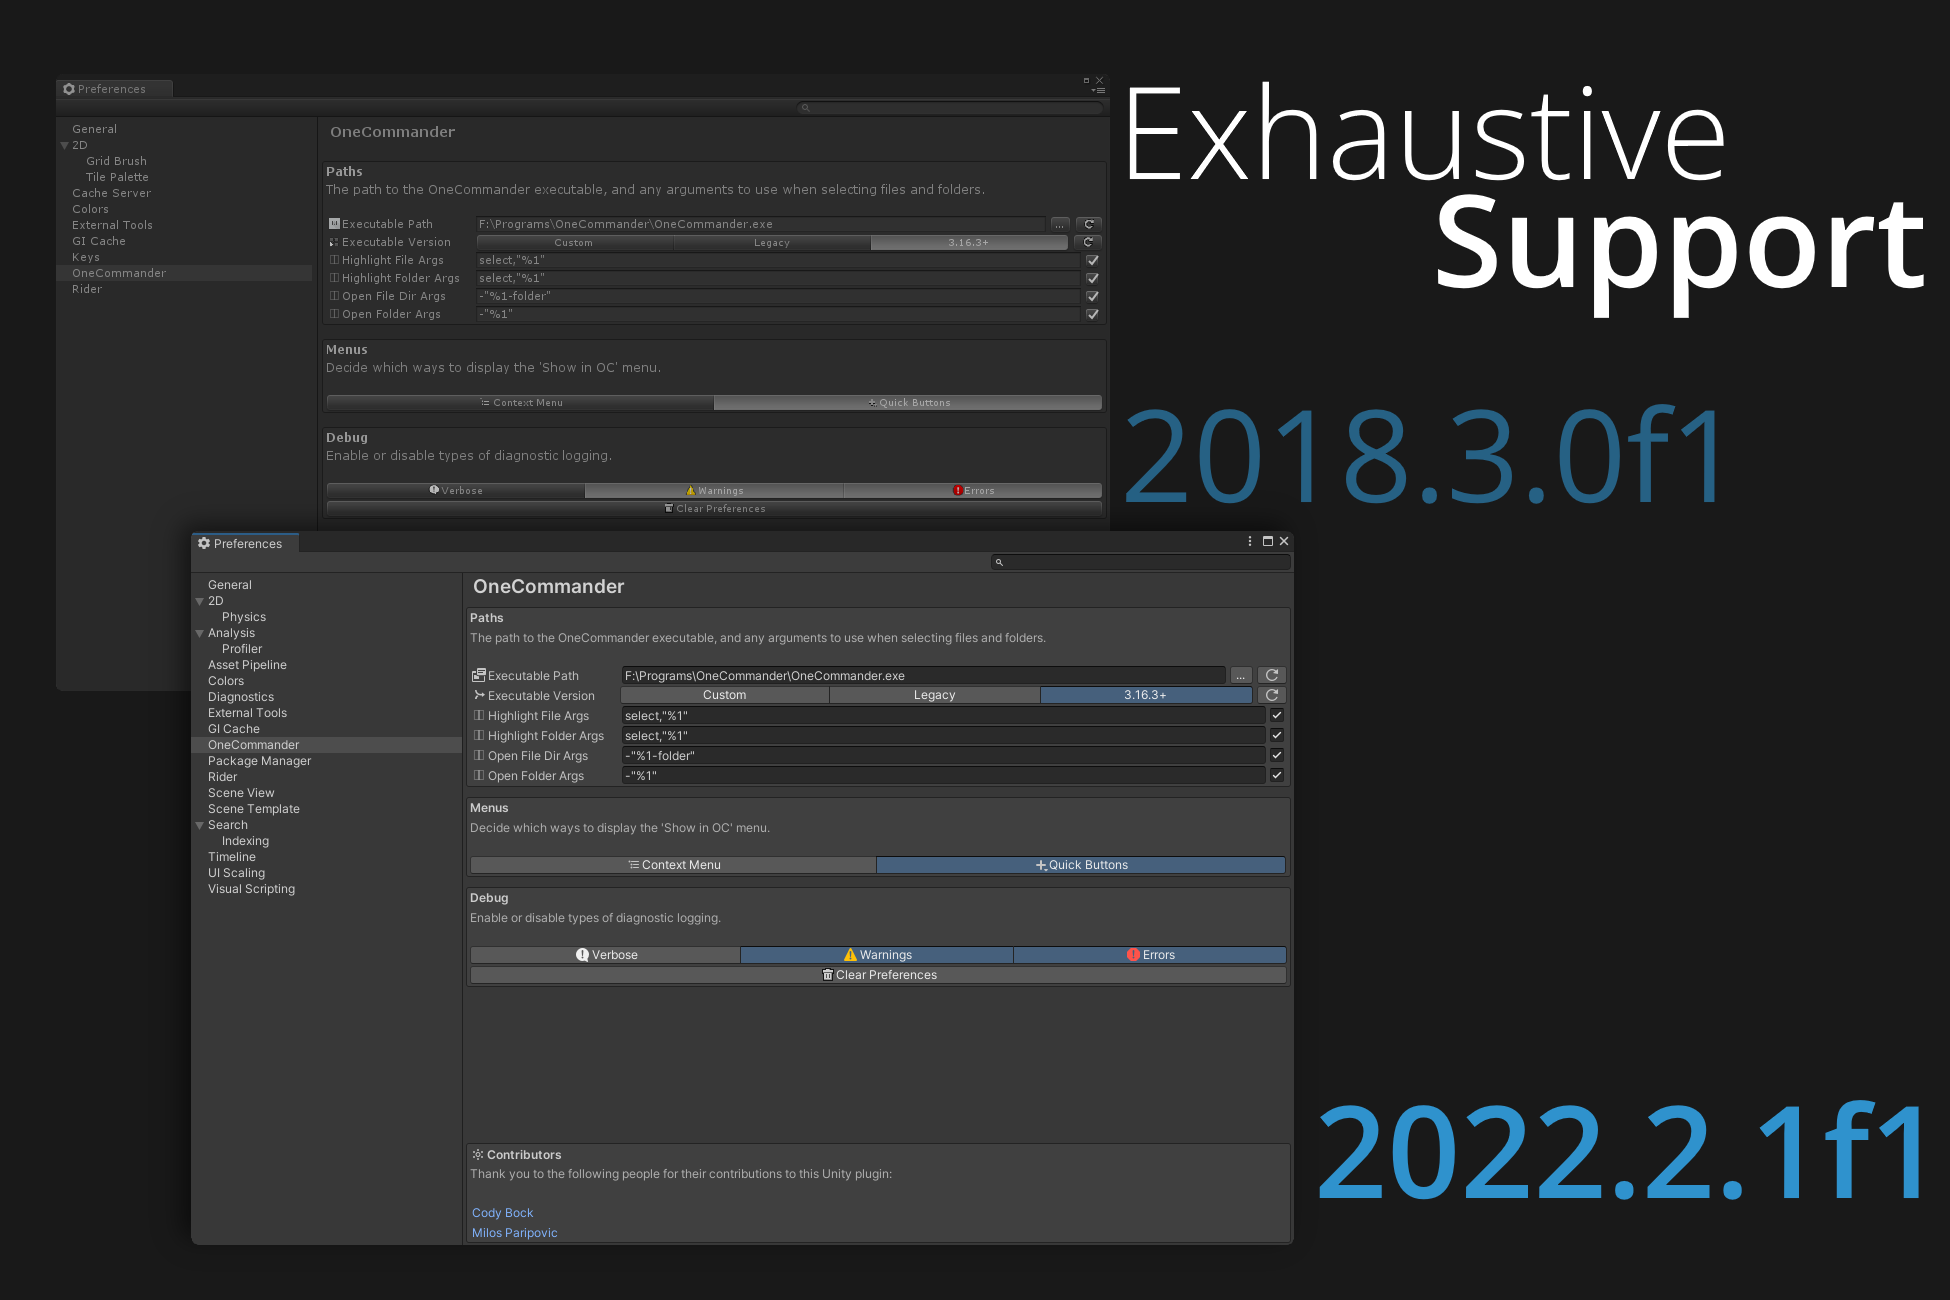 Exhaustive
Support
2018.3.0f1
2022.2.1f1
Preferences
General
2D
Grid Brush
Tile Palette
Cache Server
Colors
External Tools
GI Cache
Keys
OneCommander
Rider
OneCommander
Paths
The path to the OneCommander executable, and any arguments to use when selecting files and folders.
Executable Path F:\Programs\OneCommander\OneCommander.exe ...
Executable Version Custom Legacy 3.16.3+
Highlight File Args select,"%1"
Highlight Folder Args select,"%1"
Open File Dir Args -"%1-folder"
Open Folder Args -"%1"
Menus
Decide which ways to display the 'Show in OC' menu.
Context Menu Quick Buttons
Debug
Enable or disable types of diagnostic logging.
Verbose Warnings Errors
Clear Preferences
Preferences
General
2D
Physics
Analysis
Profiler
Asset Pipeline
Colors
Diagnostics
External Tools
GI Cache
OneCommander
Package Manager
Rider
Scene View
Scene Template
Search
Indexing
Timeline
UI Scaling
Visual Scripting
OneCommander
Paths
The path to the OneCommander executable, and any arguments to use when selecting files and folders.
Executable Path F:\Programs\OneCommander\OneCommander.exe ...
Executable Version Custom Legacy 3.16.3+
Highlight File Args select,"%1"
Highlight Folder Args select,"%1"
Open File Dir Args -"%1-folder"
Open Folder Args -"%1"
Menus
Decide which ways to display the 'Show in OC' menu.
Context Menu Quick Buttons
Debug
Enable or disable types of diagnostic logging.
Verbose Warnings Errors
Clear Preferences
Contributors
Thank you to the following people for their contributions to this Unity plugin:
Cody Bock
Milos Paripovic